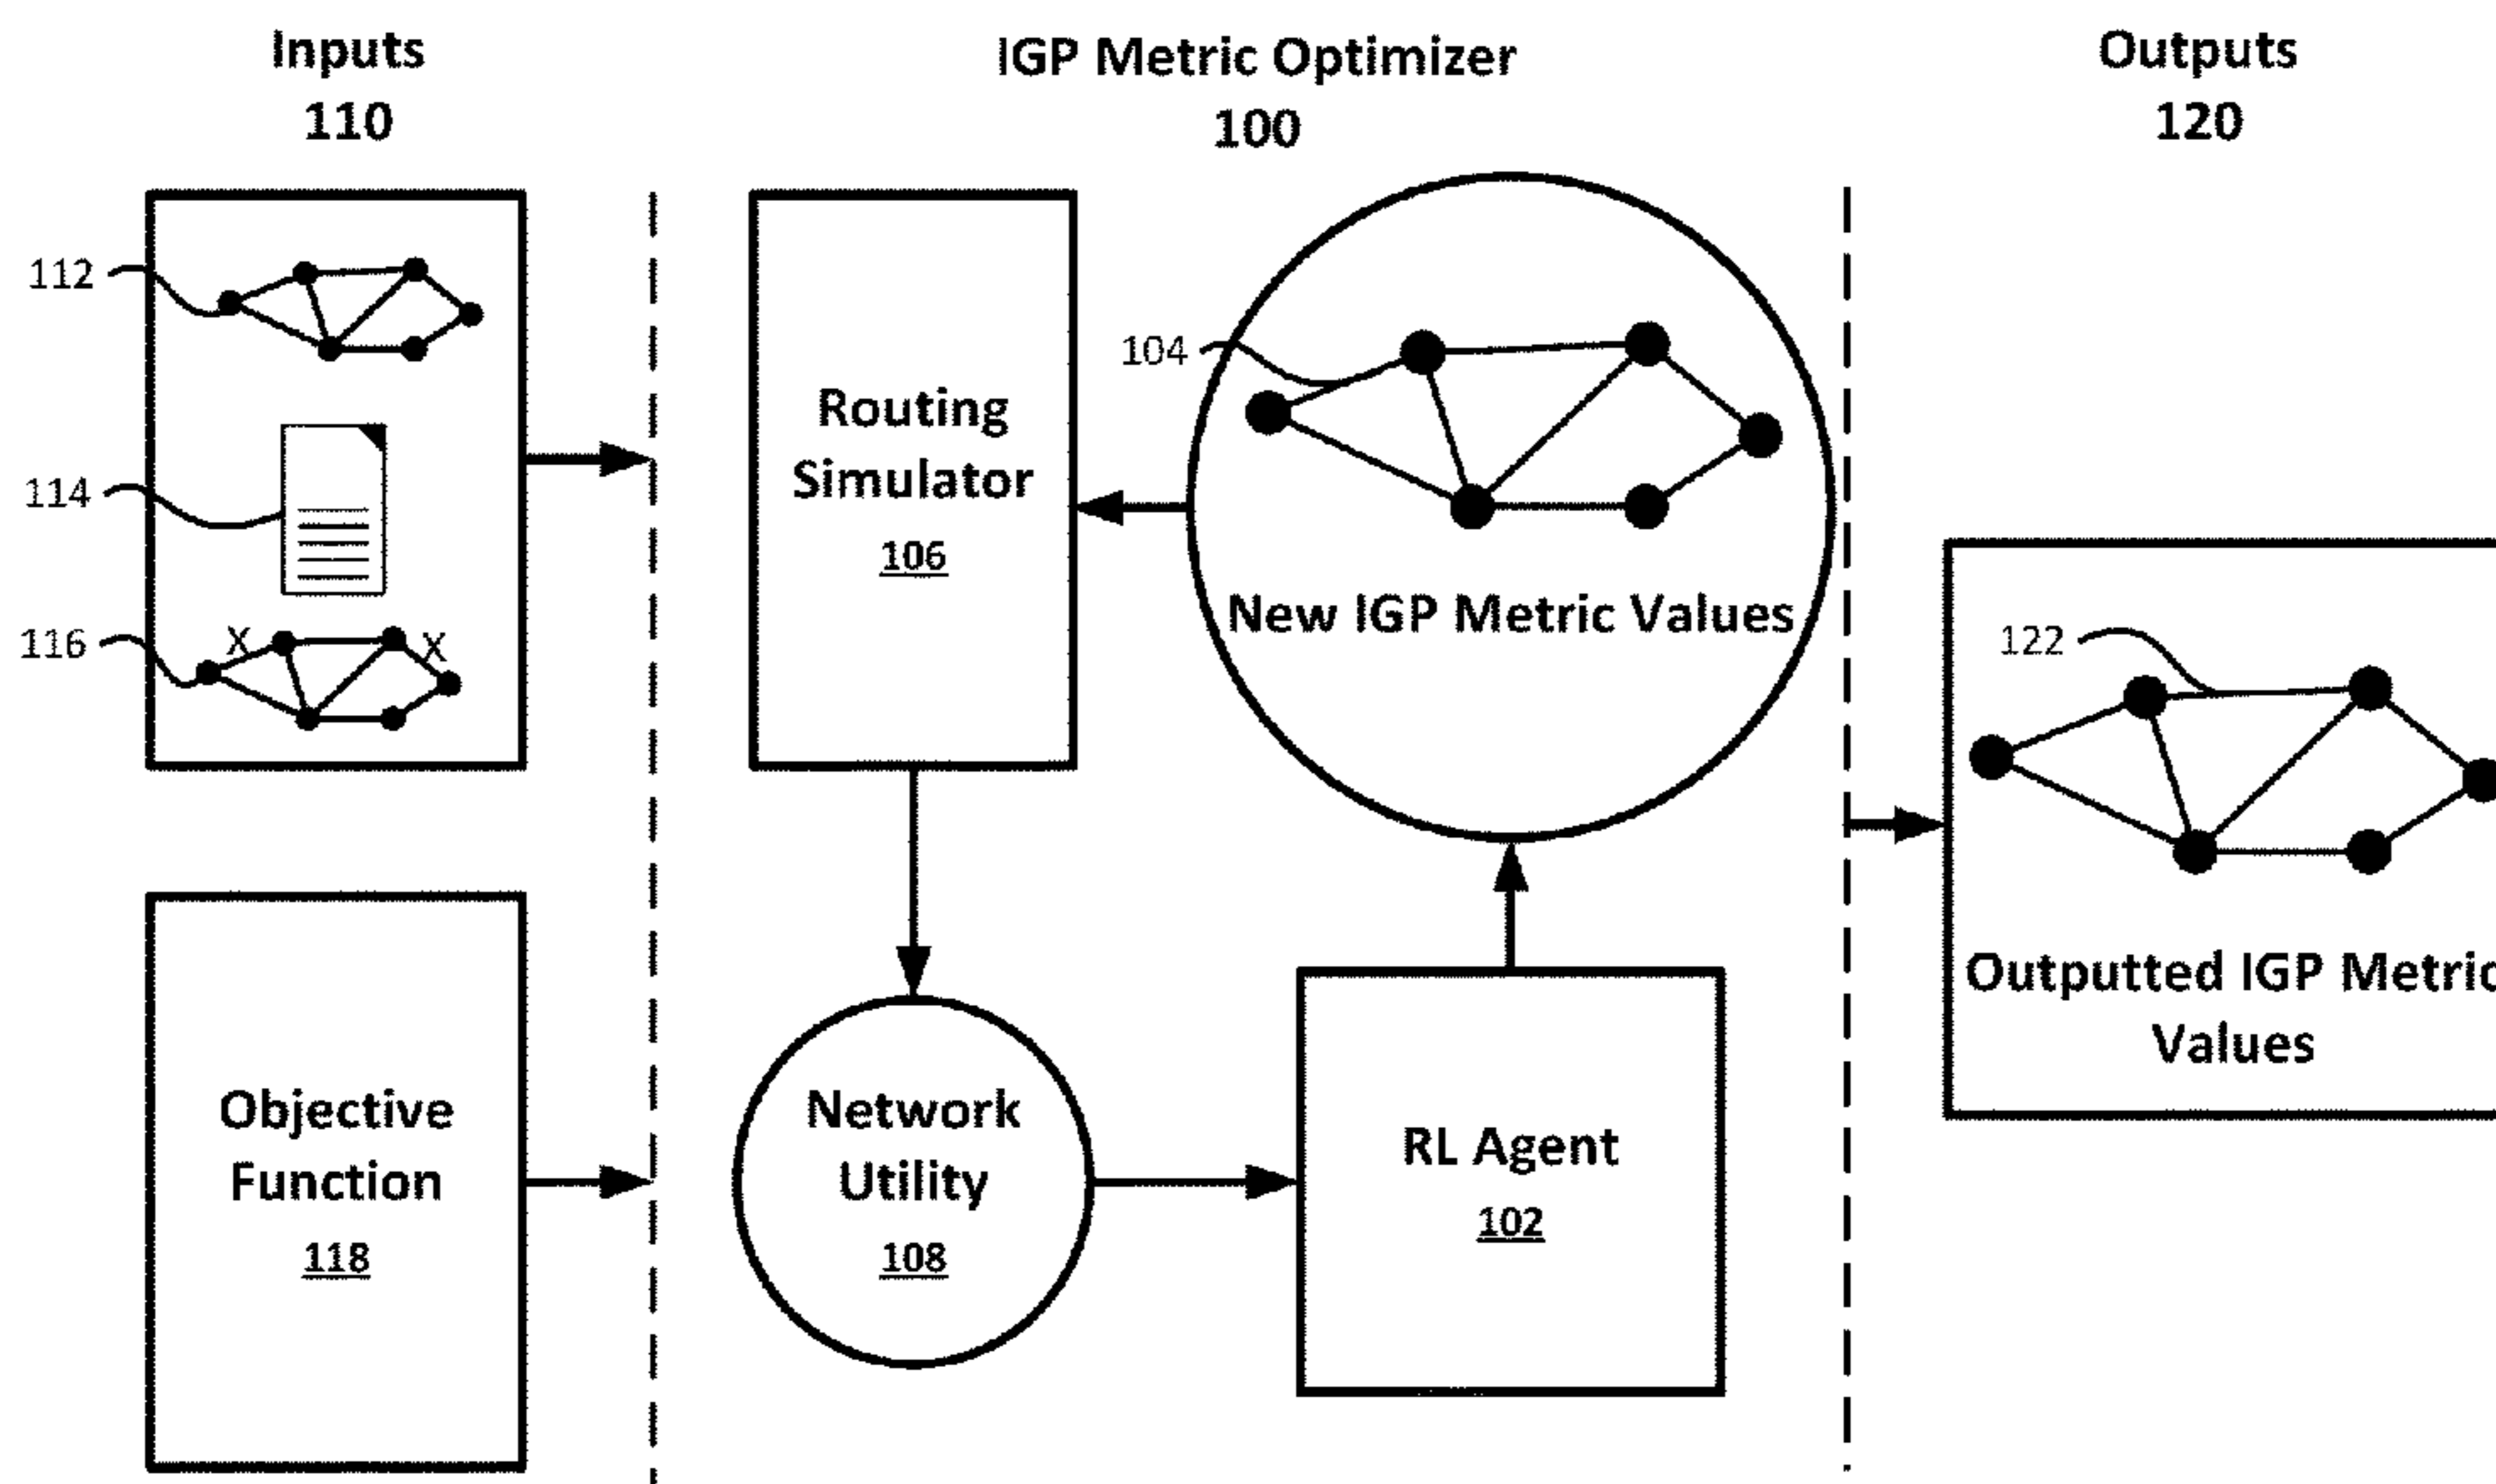 Inputs
110
IGP Metric Optimizer
100
Outputs
120
112
114
116
X
X
Routing
Simulator
106
104
New IGP Metric Values
122
Outputted IGP Metric
Values
Objective
Function
118
Network
Utility
108
RL Agent
102